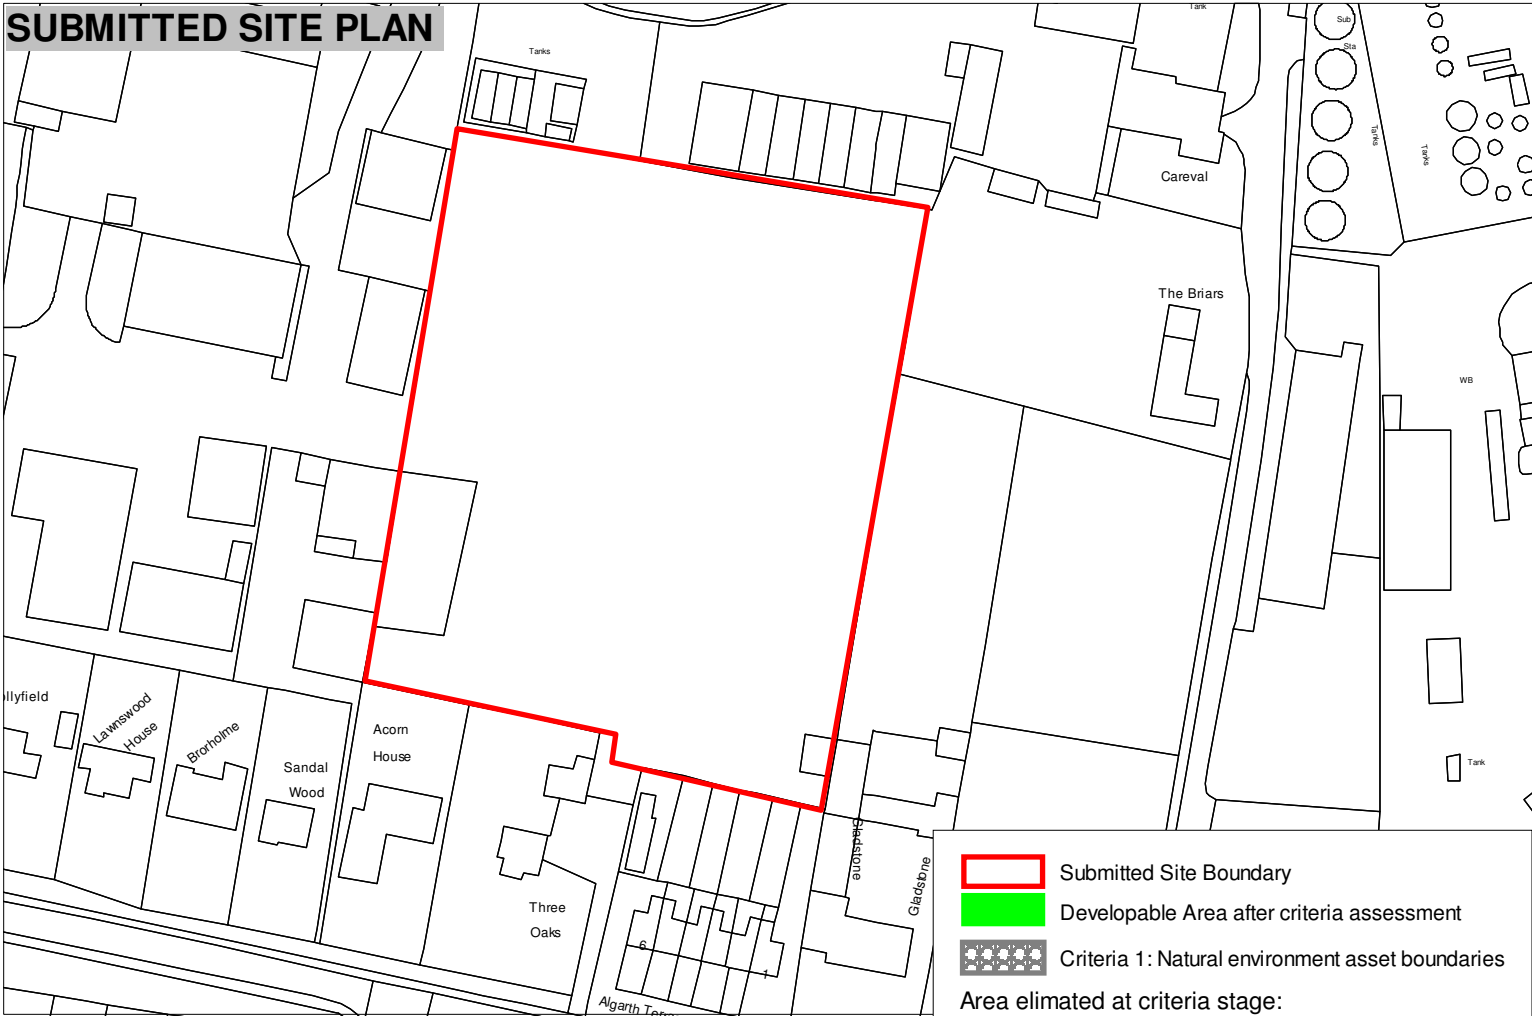 SUBMITTED SITE PLAN
Tank
Tanks
Sub
Sta
Tanks
Tanks
Careval
The Briars
WB
Tank
llyfield
Lawnswood
House
Brorholme
Sandal
Wood
Acorn
House
Three
Oaks
Gladstone
Gladstone
6
1
Algarth
Submitted Site Boundary
Developable Area after criteria assessment
Criteria 1: Natural environment asset boundaries
Area elimated at criteria stage: